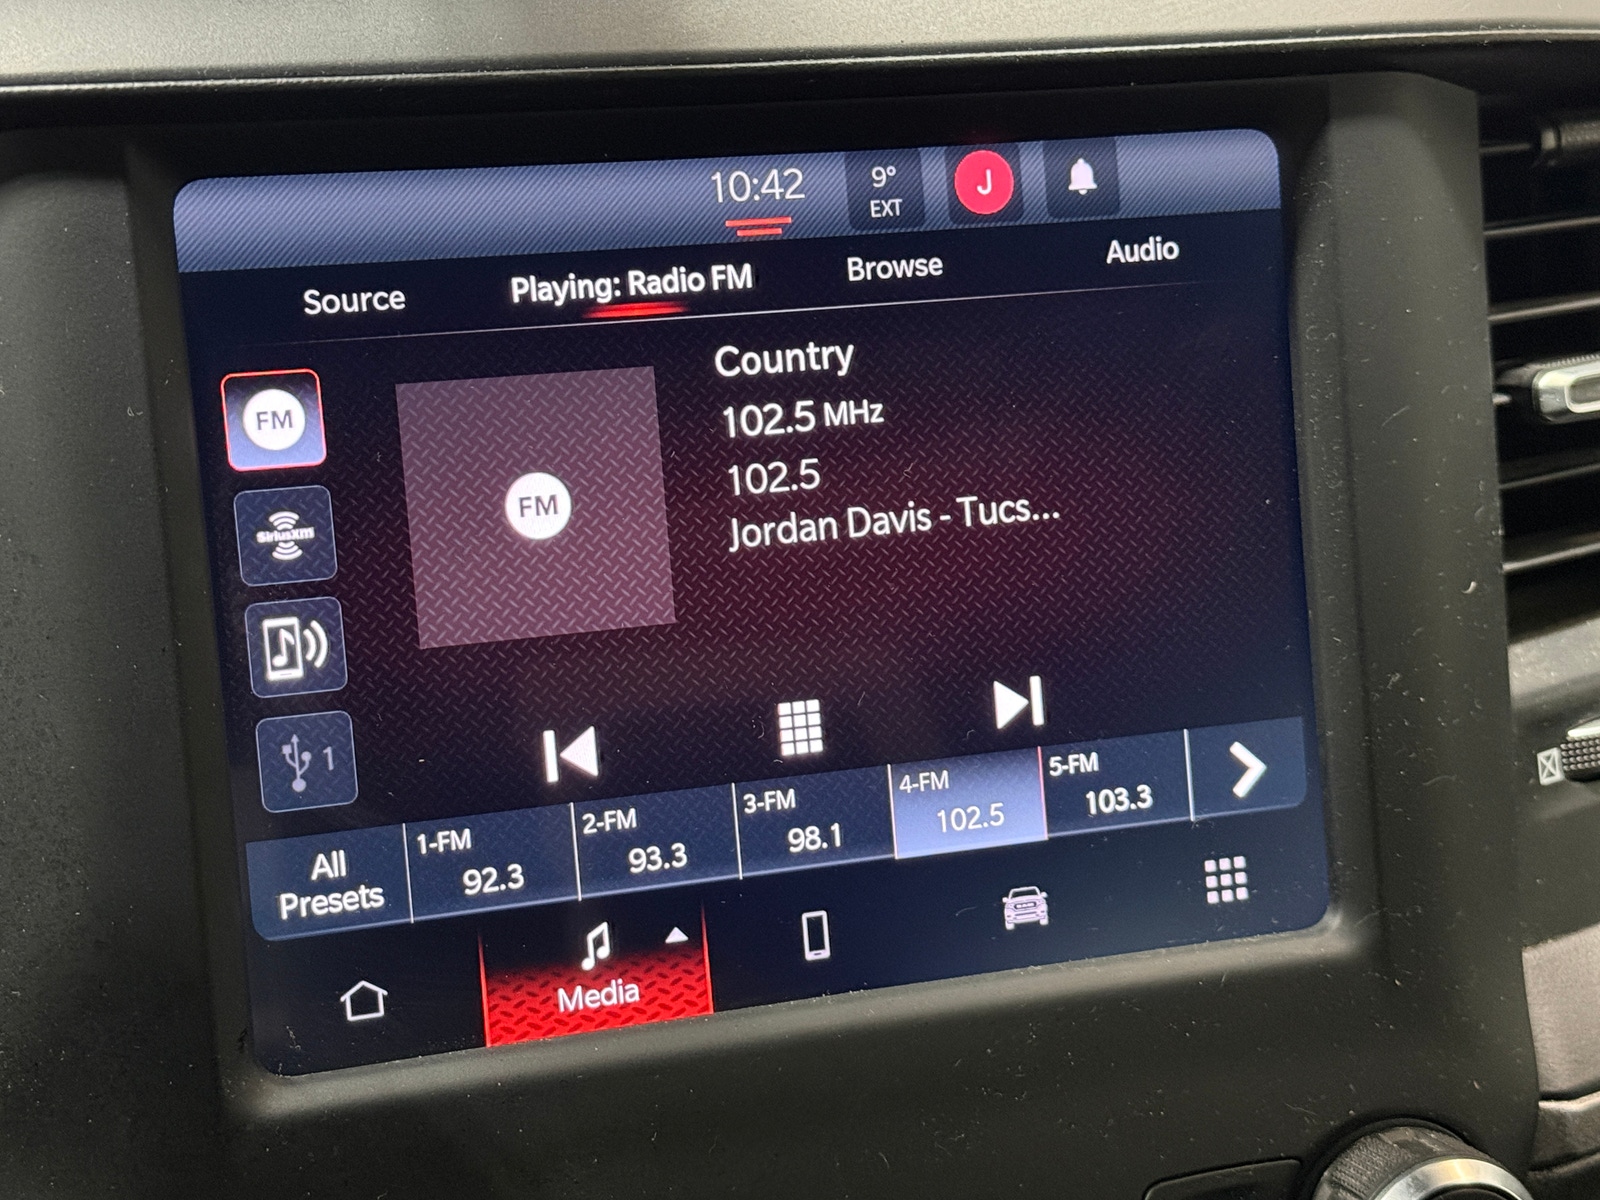 10:42
9°
EXT
J
Source
Playing: Radio FM
Browse
Audio
FM
SiriusXM
1
FM
Country
102.5 MHz
102.5
Jordan Davis - Tucs...
All
Presets
1-FM
92.3
2-FM
93.3
3-FM
98.1
4-FM
102.5
5-FM
103.3
Media